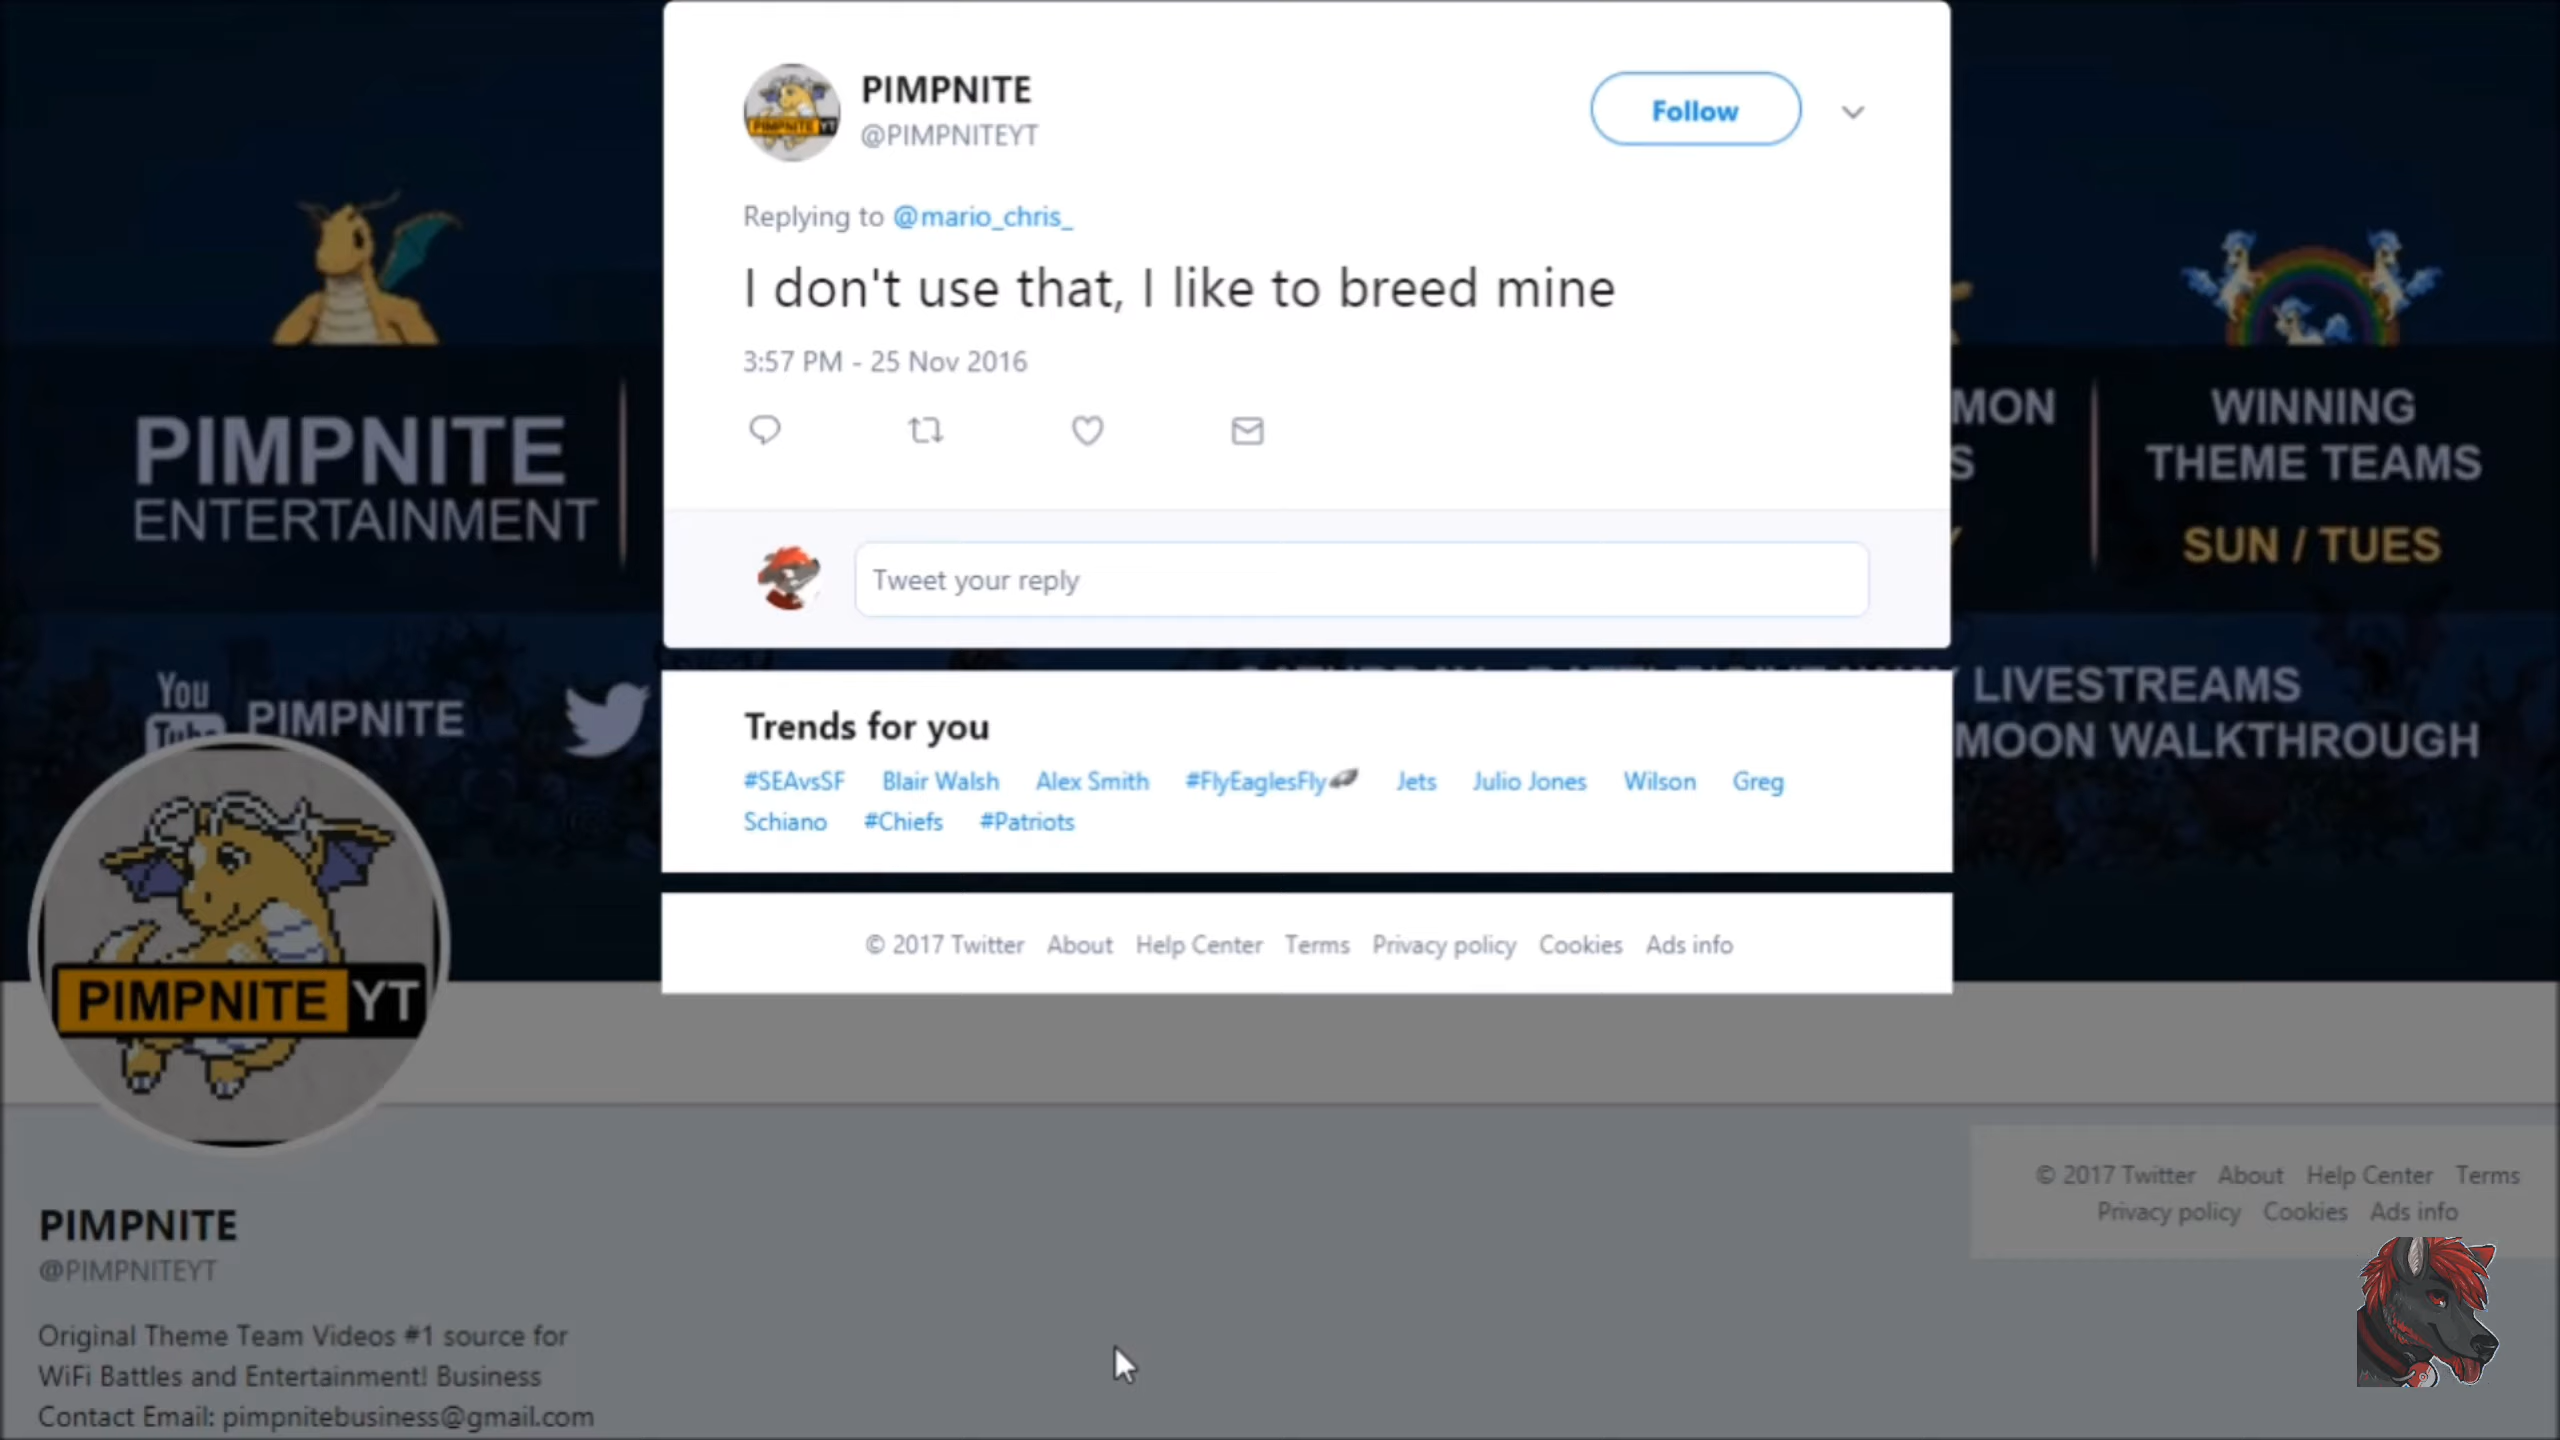 PIMPNITE
@PIMPNITEYT
Follow
Replying to @mario_chris_
I don't use that, I like to breed mine
3:57 PM - 25 Nov 2016
Tweet your reply
Trends for you
#SEAvsSF Blair Walsh Alex Smith #FlyEaglesFly Jets Julio Jones Wilson Greg
Schiano #Chiefs #Patriots
© 2017 Twitter About Help Center Terms Privacy policy Cookies Ads info
PIMPNITE
ENTERTAINMENT
You
Tube PIMPNITE
MON
S
WINNING
THEME TEAMS
SUN / TUES
LIVESTREAMS
MOON WALKTHROUGH
PIMPNITE YT
PIMPNITE
@PIMPNITEYT
Original Theme Team Videos #1 source for
WiFi Battles and Entertainment! Business
Contact Email: pimpnitebusiness@gmail.com
© 2017 Twitter About Help Center Terms
Privacy policy Cookies Ads info